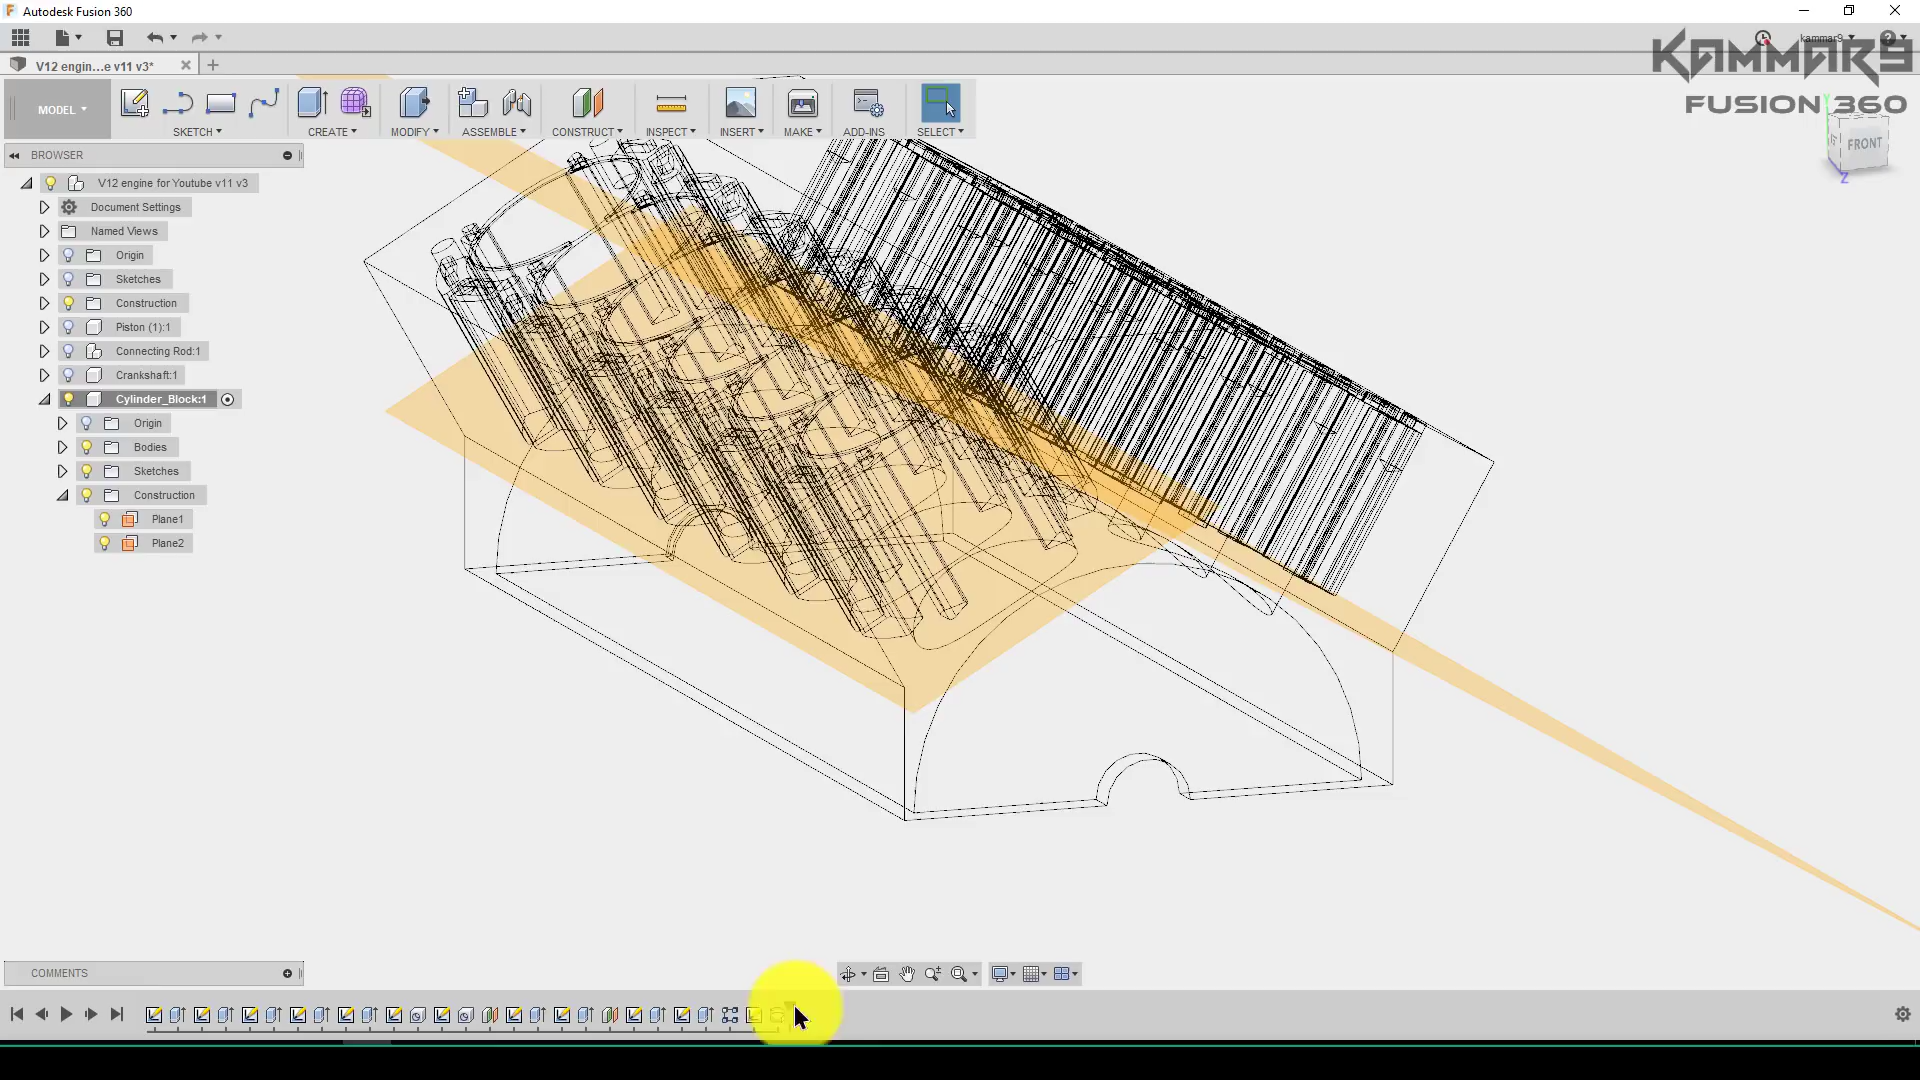 Autodesk Fusion 360
kammar9
KAMMAR9
FUSION 360
V12 engin...e v11 v3*
MODEL
SKETCH
CREATE
MODIFY
ASSEMBLE
CONSTRUCT
INSPECT
INSERT
MAKE
ADD-INS
SELECT
Y
FRONT
Z
BROWSER
V12 engine for Youtube v11 v3
Document Settings
Named Views
Origin
Sketches
Construction
Piston (1):1
Connecting Rod:1
Crankshaft:1
Cylinder_Block:1
Origin
Bodies
Sketches
Construction
Plane1
Plane2
COMMENTS